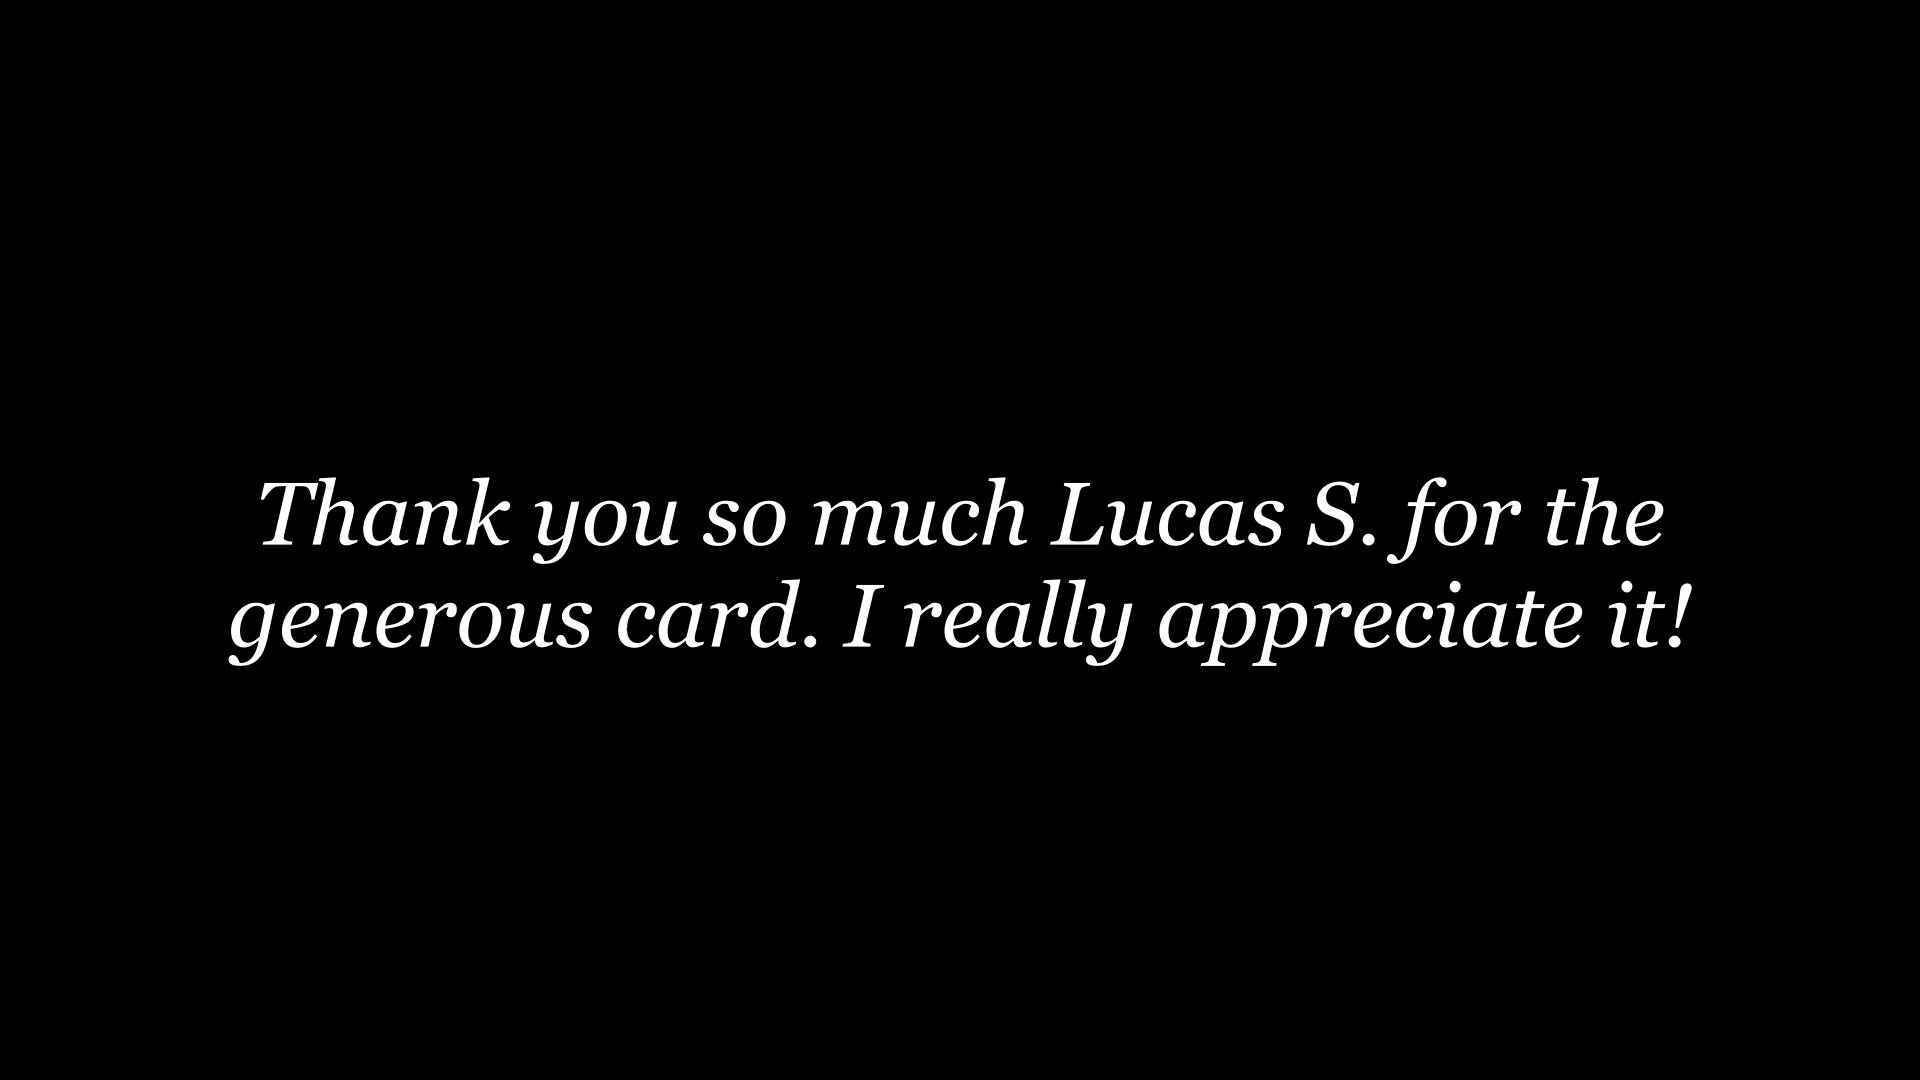 Thank you so much Lucas S. for the
generous card. I really appreciate it!